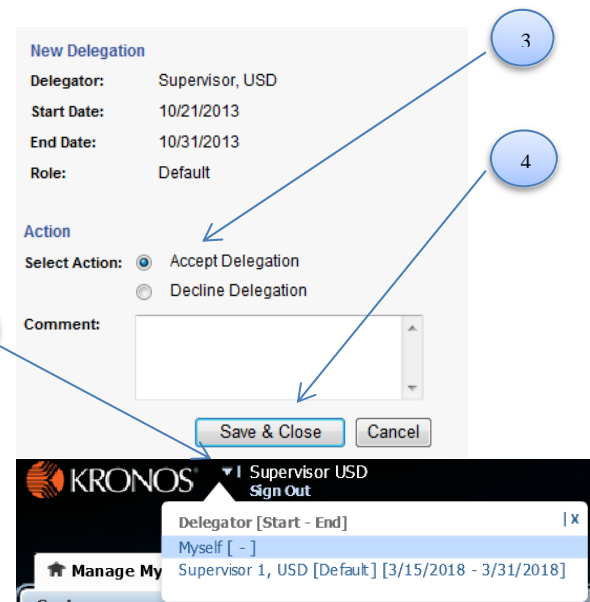 3
New Delegation
Delegator: Supervisor, USD
Start Date: 10/21/2013
End Date: 10/31/2013
Role: Default
4
Action
Select Action: Accept Delegation
Decline Delegation
Comment:
Save & Close Cancel
KRONOS Supervisor USD
Sign Out
Delegator [Start - End] | x
Myself [ - ]
Manage My Supervisor 1, USD [Default] [3/15/2018 - 3/31/2018]